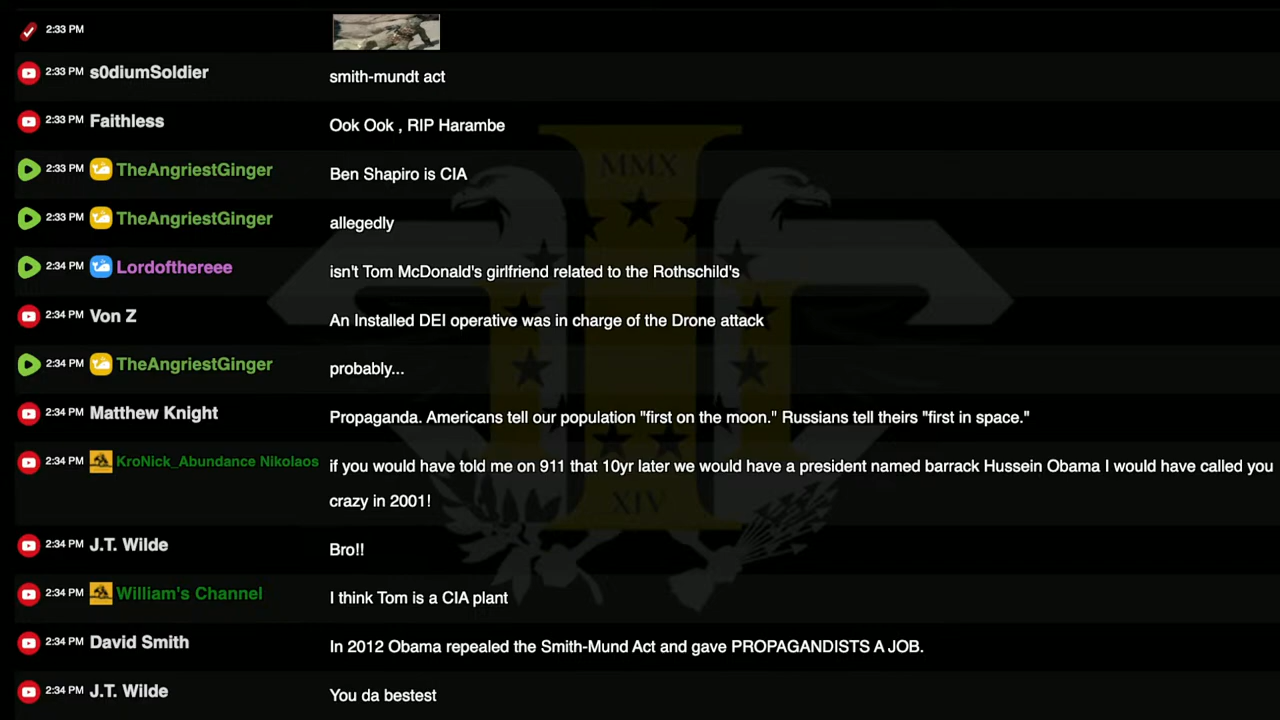 2:33 PM
2:33 PM s0diumSoldier smith-mundt act
2:33 PM Faithless Ook Ook , RIP Harambe
2:33 PM TheAngriestGinger Ben Shapiro is CIA
2:33 PM TheAngriestGinger allegedly
2:34 PM Lordofthereee isn't Tom McDonald's girlfriend related to the Rothschild's
2:34 PM Von Z An Installed DEI operative was in charge of the Drone attack
2:34 PM TheAngriestGinger probably...
2:34 PM Matthew Knight Propaganda. Americans tell our population "first on the moon." Russians tell theirs "first in space."
2:34 PM KroNick_Abundance Nikolaos if you would have told me on 911 that 10yr later we would have a president named barrack Hussein Obama I would have called you
crazy in 2001!
2:34 PM J.T. Wilde Bro!!
2:34 PM William's Channel I think Tom is a CIA plant
2:34 PM David Smith In 2012 Obama repealed the Smith-Mund Act and gave PROPAGANDISTS A JOB.
2:34 PM J.T. Wilde You da bestest
MMX
XIV